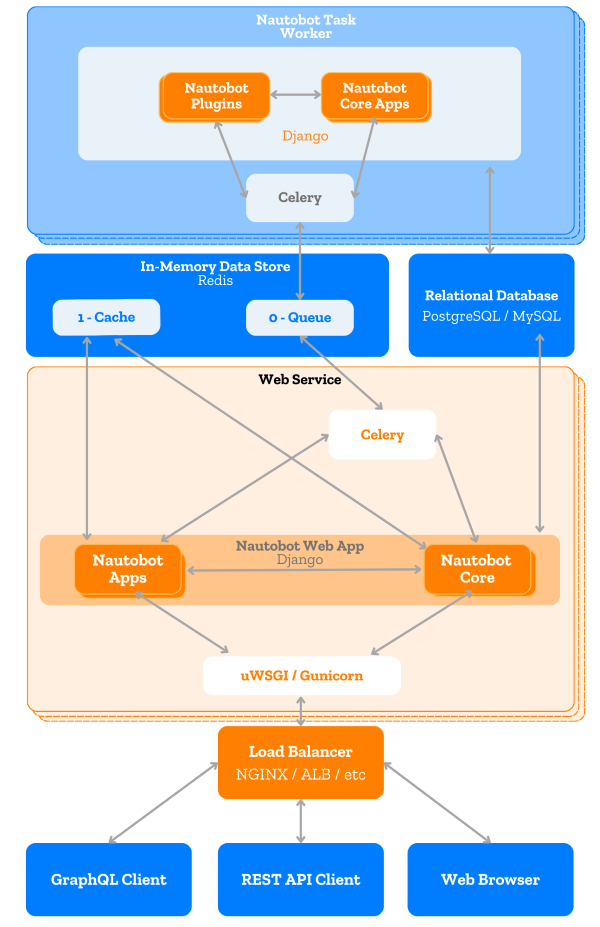 Nautobot Task
Worker
Nautobot
Plugins
Nautobot
Core Apps
Django
Celery
In-Memory Data Store
Redis
1 - Cache
0 - Queue
Relational Database
PostgreSQL / MySQL
Web Service
Celery
Nautobot Web App
Django
Nautobot
Apps
Nautobot
Core
uWSGI / Gunicorn
Load Balancer
NGINX / ALB / etc
GraphQL Client
REST API Client
Web Browser